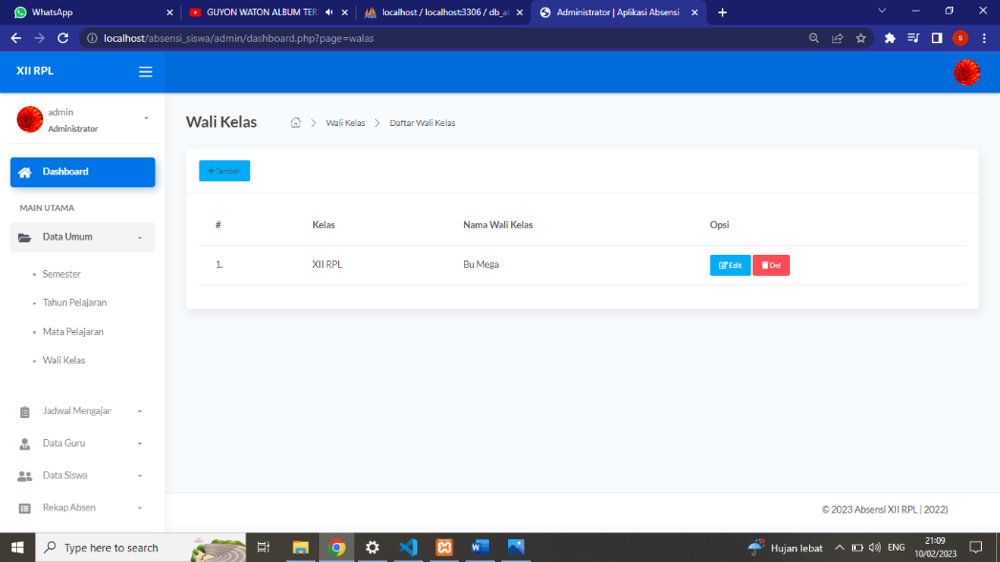 WhatsApp
GUYON WATON ALBUM TER
localhost / localhost:3306 / db_a
Administrator | Aplikasi Absensi
localhost/absensi_siswa/admin/dashboard.php?page=walas
s
XII RPL
admin
Administrator
Wali Kelas
Wali Kelas > Daftar Wali Kelas
Dashboard
+ Tambah
MAIN UTAMA
Data Umum
# Kelas Nama Wali Kelas Opsi
1. XII RPL Bu Mega Edit Del
• Semester
• Tahun Pelajaran
• Mata Pelajaran
• Wali Kelas
Jadwal Mengajar
Data Guru
Data Siswa
Rekap Absen
© 2023 Absensi XII RPL | 2022)
Type here to search
Hujan lebat
ENG
21:09
10/02/2023